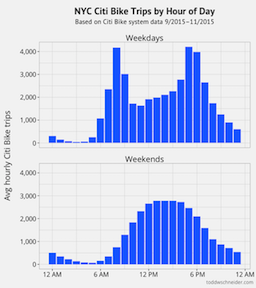 NYC Citi Bike Trips by Hour of Day
Based on Citi Bike system data 9/2015–11/2015
Weekdays
4,000
3,000
2,000
1,000
0
Weekends
4,000
3,000
2,000
1,000
0
Avg hourly Citi Bike trips
12 AM 6 AM 12 PM 6 PM 12 AM
toddwschneider.com